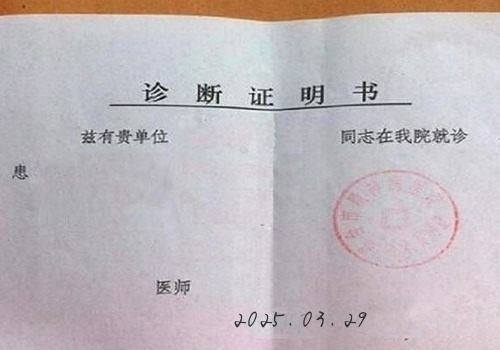 诊断证明书
兹有贵单位 同志在我院就诊
患
医师
2025.03.29